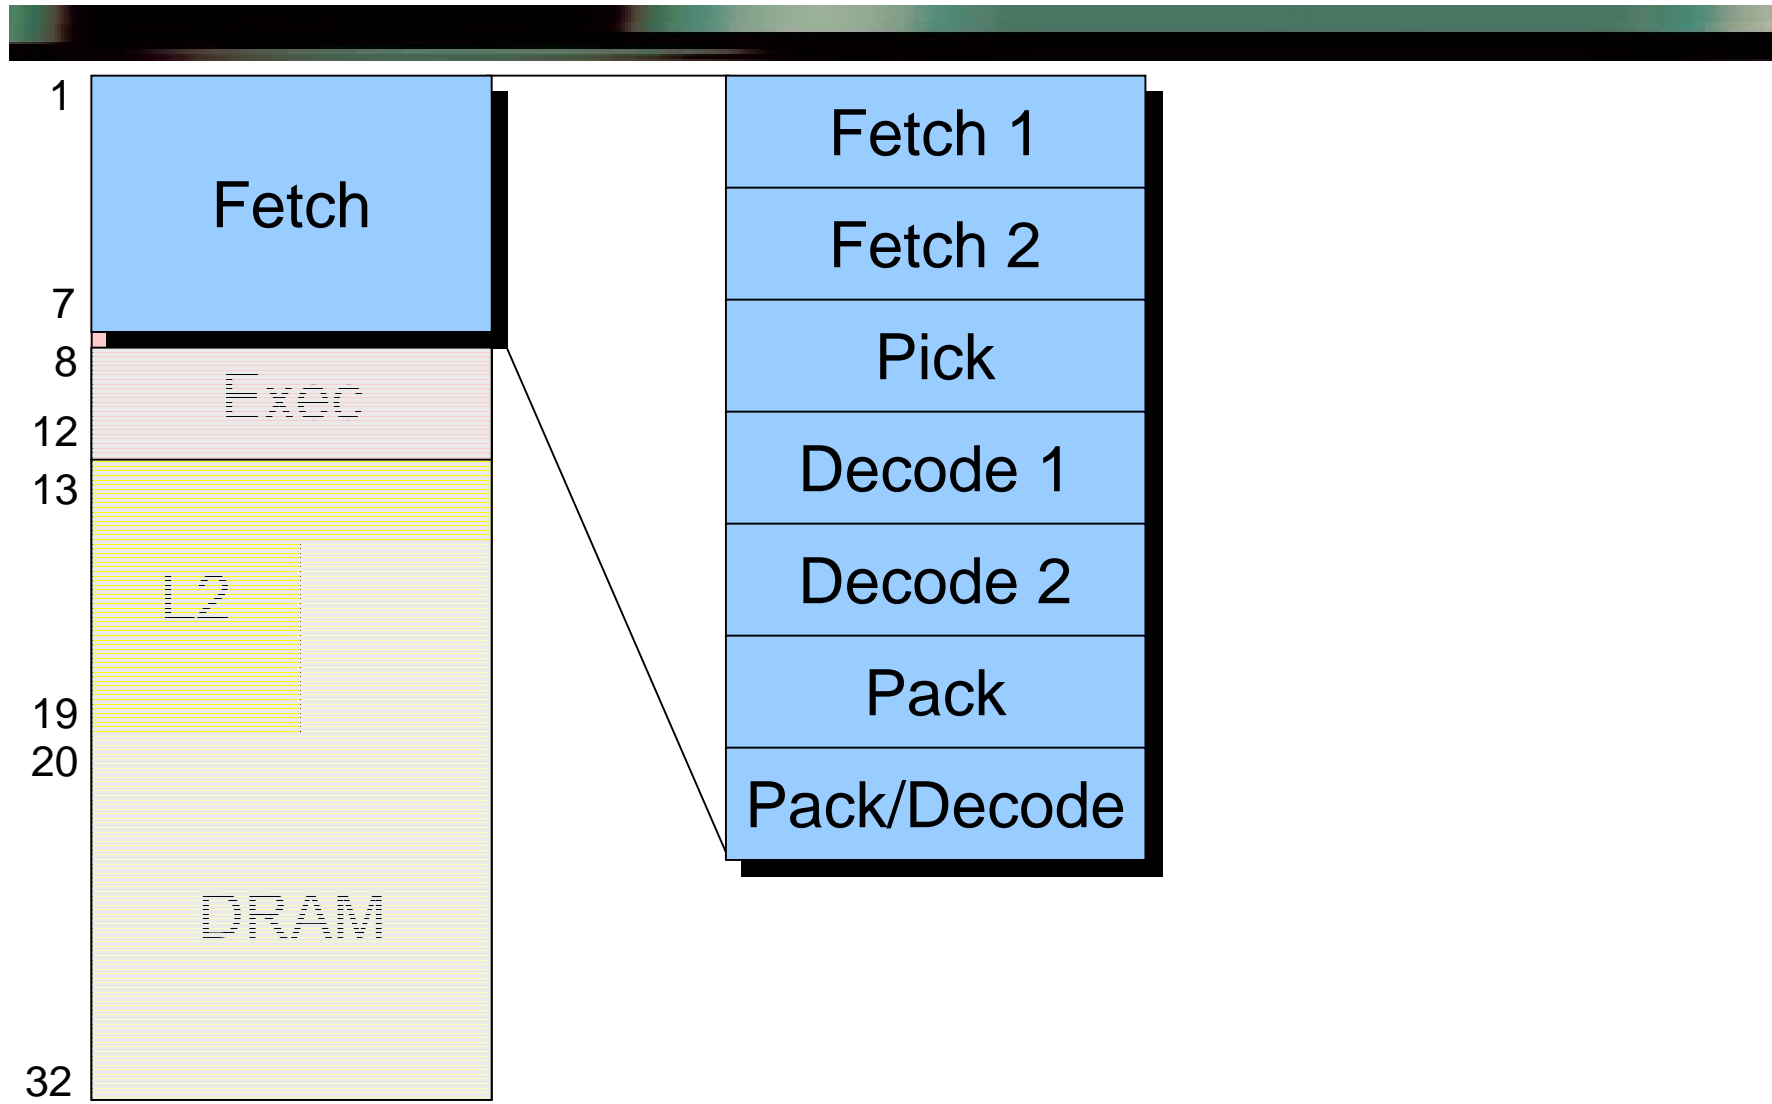 1
Fetch
7
8
Exec
12
13
L2
19
20
DRAM
32
Fetch 1
Fetch 2
Pick
Decode 1
Decode 2
Pack
Pack/Decode